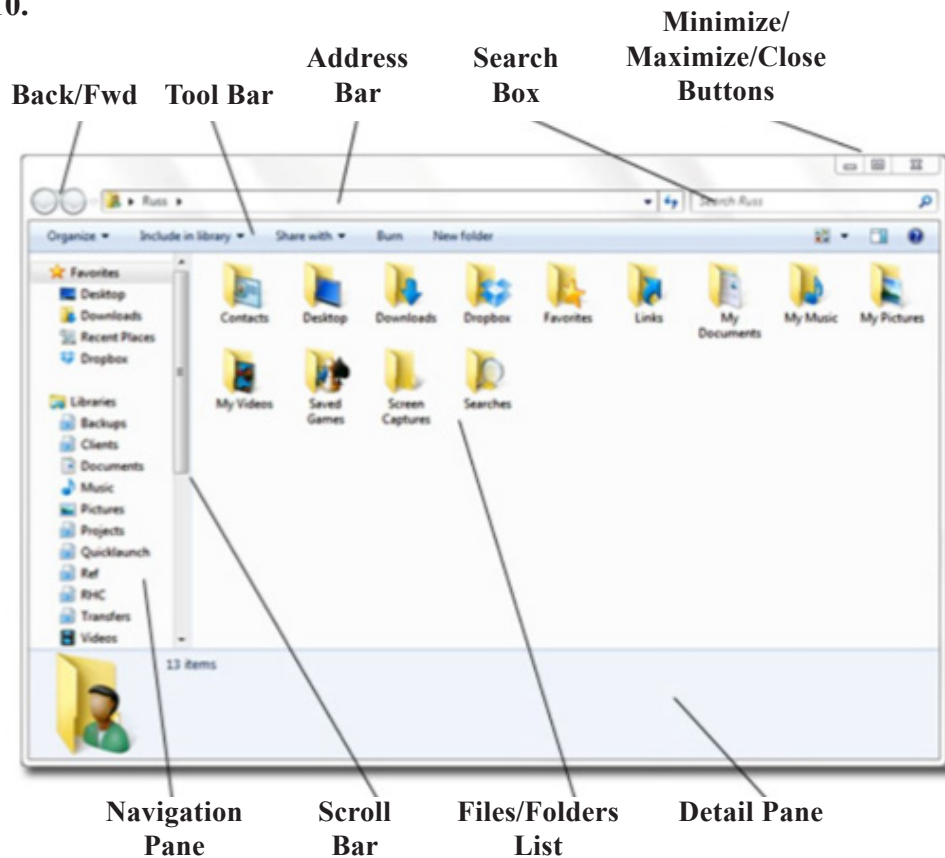 10.
Minimize/
Maximize/Close
Buttons
Address
Bar
Search
Box
Back/Fwd Tool Bar
Russ
Search Russ
Organize Include in library Share with Burn New folder
Favorites
Desktop
Downloads
Recent Places
Dropbox
Libraries
Backups
Clients
Documents
Music
Pictures
Projects
Quicklaunch
Ref
RHC
Transfers
Videos
Contacts Desktop Downloads Dropbox Favorites Links My Documents My Music My Pictures
My Videos Saved Games Screen Captures Searches
13 items
Navigation
Pane
Scroll
Bar
Files/Folders
List
Detail Pane